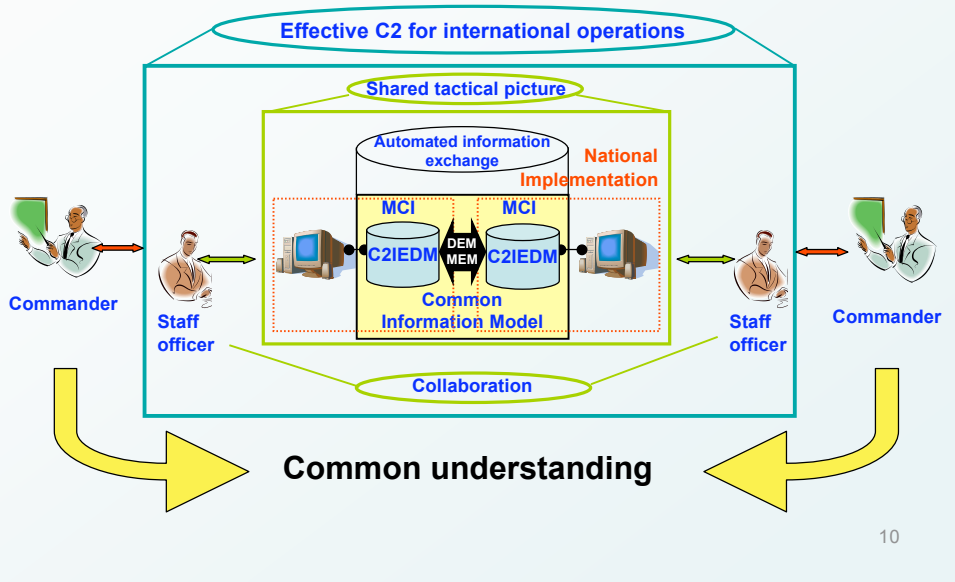 Effective C2 for international operations
Shared tactical picture
Automated information
exchange
National
Implementation
MCI
MCI
C2IEDM
DEM
MEM
C2IEDM
Common
Information Model
Commander
Staff
officer
Staff
officer
Commander
Collaboration
Common understanding
10